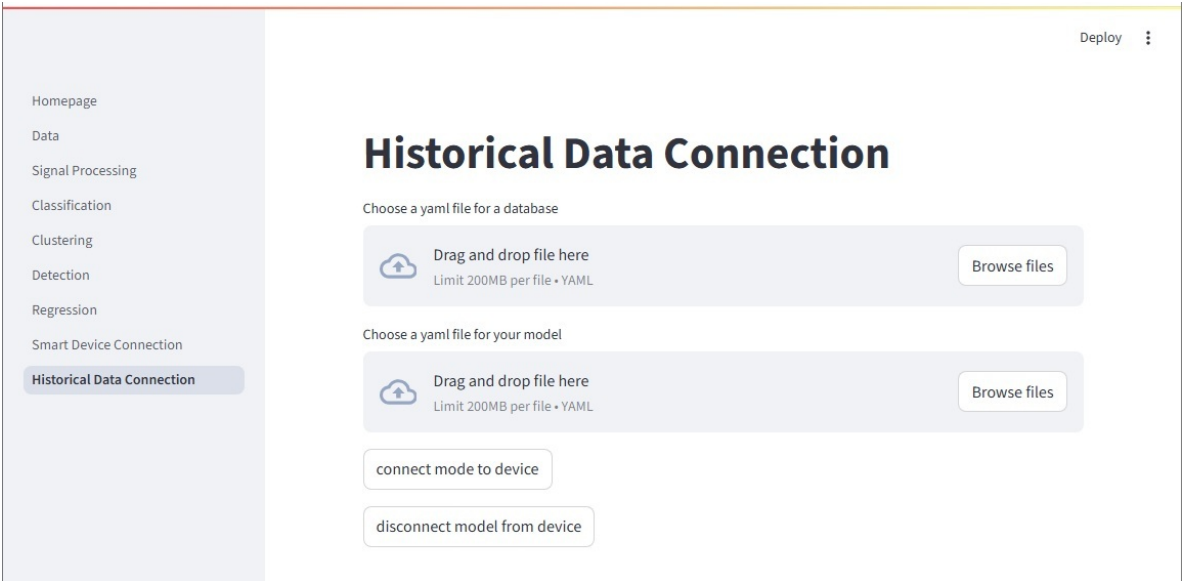 Deploy
Homepage
Data
Signal Processing
Classification
Clustering
Detection
Regression
Smart Device Connection
Historical Data Connection
Historical Data Connection
Choose a yaml file for a database
Drag and drop file here
Limit 200MB per file • YAML
Browse files
Choose a yaml file for your model
Drag and drop file here
Limit 200MB per file • YAML
Browse files
connect mode to device
disconnect model from device